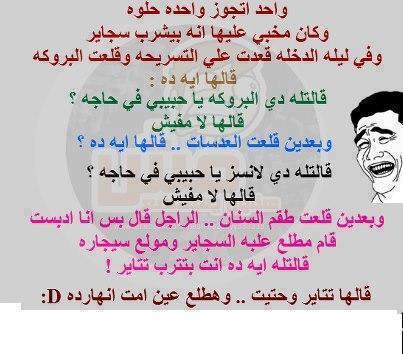 واحد اتجوز واحده حلوه
وكان مخبي عليها انه بيشرب سجاير
وفي ليله الدخله قعدت علي التسريحه وقلعت البروكه
قالها ايه ده :
قالتله دي البروكه يا حبيبي في حاجه ؟
قالها لا مفيش
وبعدين قلعت العدسات .. قالها ايه ده ؟
قالتله دي لانسز يا حبيبي في حاجه ؟
قالها لا مفيش
وبعدين قلعت طقم السنان .. الراجل قال بس انا ادبست
قام مطلع علبه السجاير ومولع سيجاره
قالتله ايه ده انت بتترب تتاير !
قالها تتاير وحتيت .. وهطلع عين امت انهارده D: